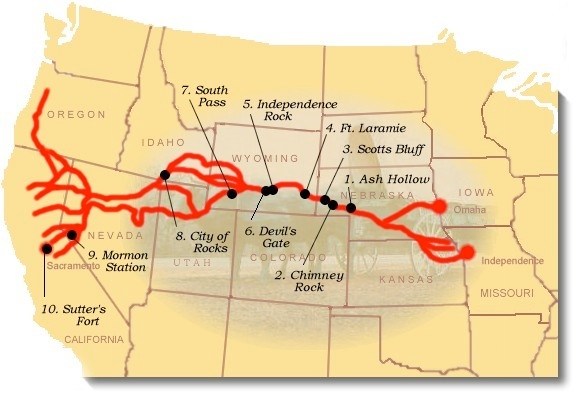 7. South
Pass
5. Independence
Rock
OREGON
4. Ft. Laramie
IDAHO
3. Scotts Bluff
WYOMING
1. Ash Hollow
NEBRASKA
IOWA
Omaha
8. City of
Rocks
6. Devil's
Gate
NEVADA
9. Mormon
Station
UTAH
COLORADO
2. Chimney
Rock
KANSAS
Independence
Sacramento
MISSOURI
10. Sutter's
Fort
CALIFORNIA